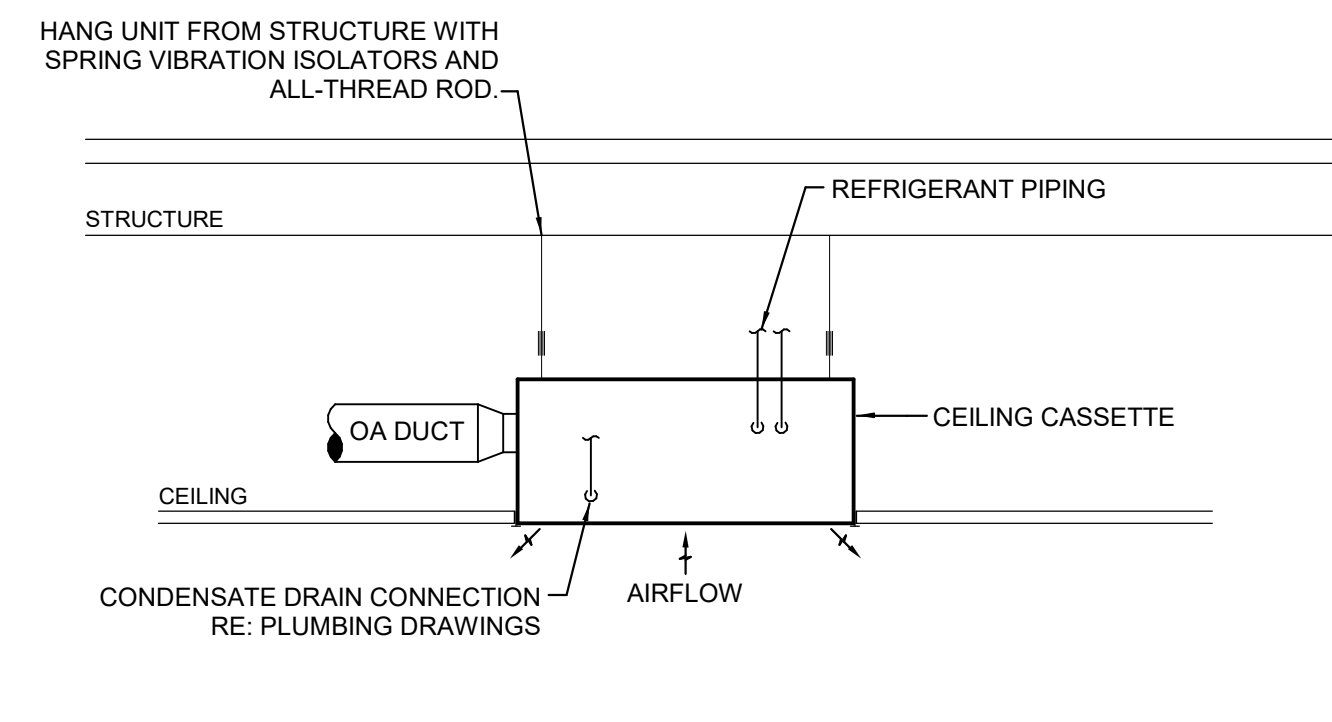 HANG UNIT FROM STRUCTURE WITH
SPRING VIBRATION ISOLATORS AND
ALL-THREAD ROD.
REFRIGERANT PIPING
STRUCTURE
OA DUCT
CEILING CASSETTE
CEILING
CONDENSATE DRAIN CONNECTION
RE: PLUMBING DRAWINGS
AIRFLOW